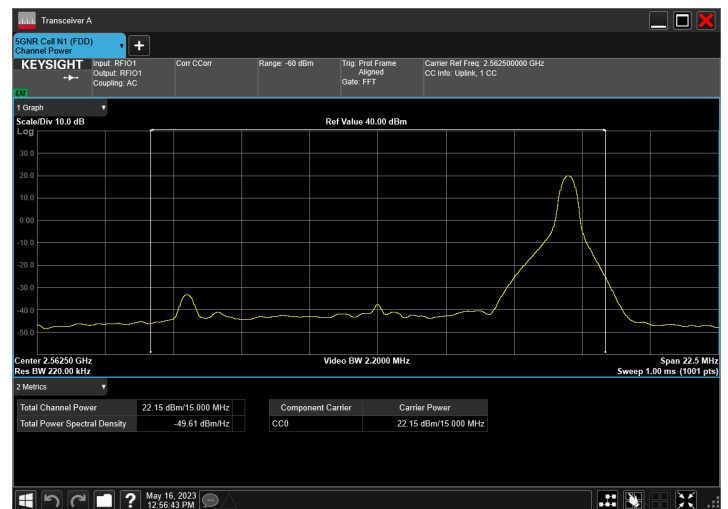 Transceiver A
5GNR Cell N1 (FDD)
Channel Power
KEYSIGHT
LXI
Input: RFIO1
Output: RFIO1
Coupling: AC
Corr CCorr
Range: -60 dBm
Trig: Prot Frame
Aligned
Gate: FFT
Carrier Ref Freq: 2.562500000 GHz
CC Info: Uplink, 1 CC
1 Graph
Scale/Div 10.0 dB
Ref Value 40.00 dBm
Log
30.0
20.0
10.0
0.00
-10.0
-20.0
-30.0
-40.0
-50.0
Center 2.56250 GHz
Video BW 2.2000 MHz
Span 22.5 MHz
Res BW 220.00 kHz
Sweep 1.00 ms (1001 pts)
2 Metrics
Total Channel Power 22.15 dBm/15.000 MHz
Total Power Spectral Density -49.61 dBm/Hz
Component Carrier Carrier Power
CC0 22.15 dBm/15.000 MHz
?
May 16, 2023
12:56:43 PM